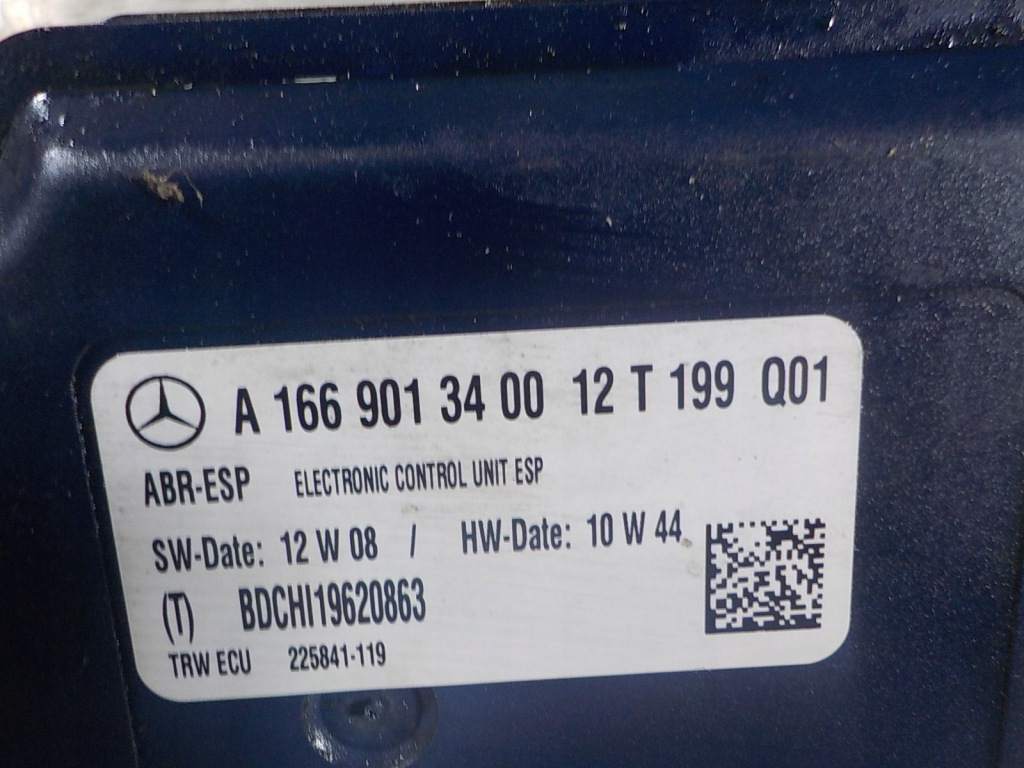 A 166 901 34 00 12 T 199 Q01
ABR-ESP ELECTRONIC CONTROL UNIT ESP
SW-Date: 12 W 08 / HW-Date: 10 W 44
(T) BDCHI19620863
TRW ECU 225841-119